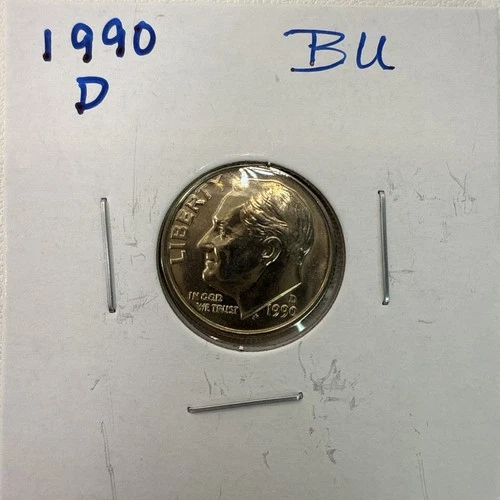 1990 BU
D
LIBERTY
IN GOD
WE TRUST
D
1990